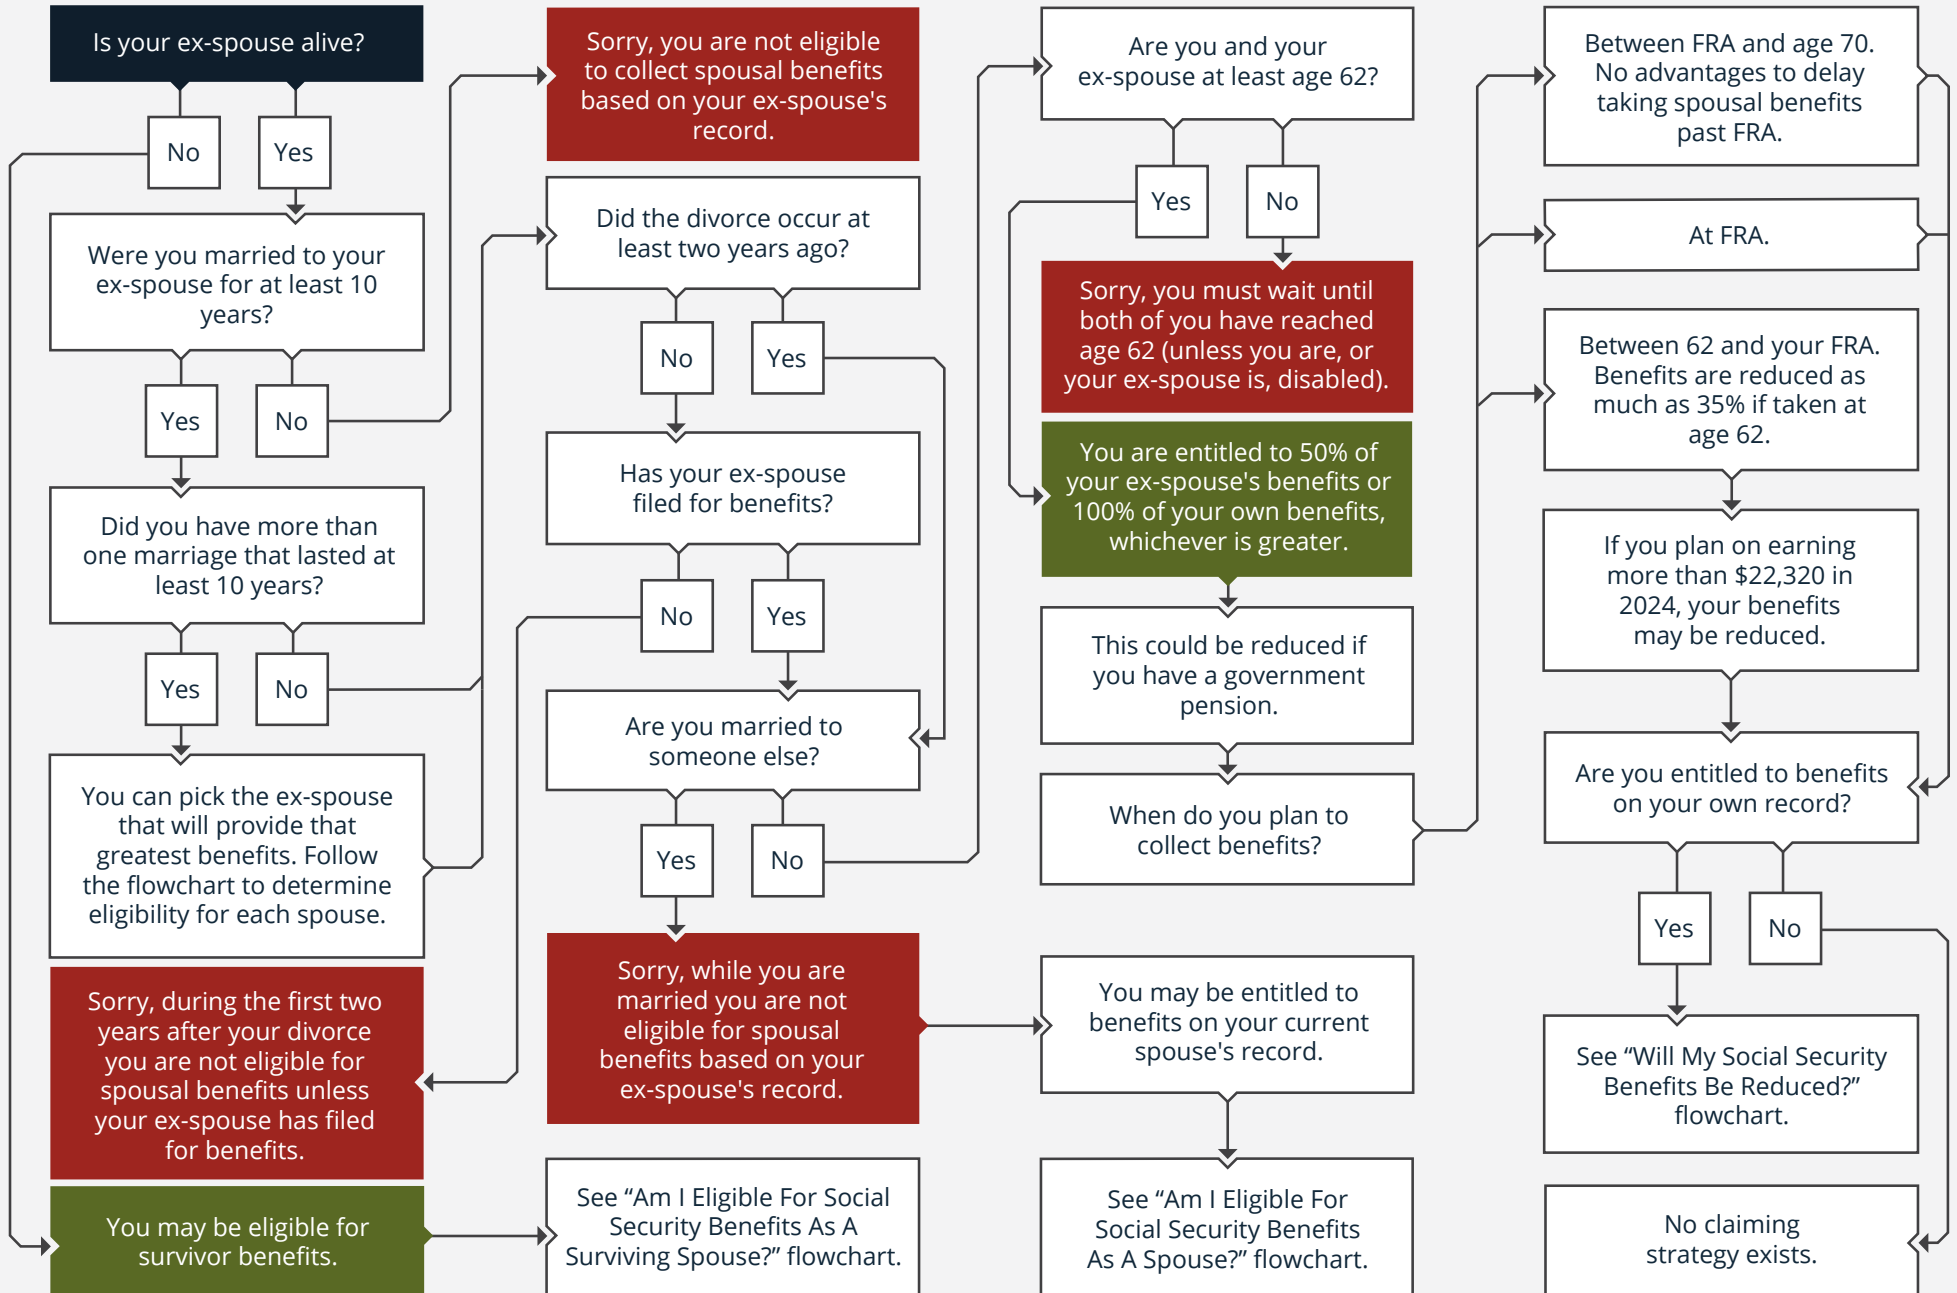 Is your ex-spouse alive?
No
Yes
Were you married to your
ex-spouse for at least 10
years?
Yes
No
Did you have more than
one marriage that lasted at
least 10 years?
Yes
No
You can pick the ex-spouse
that will provide that
greatest benefits. Follow
the flowchart to determine
eligibility for each spouse.
Sorry, during the first two
years after your divorce
you are not eligible for
spousal benefits unless
your ex-spouse has filed
for benefits.
You may be eligible for
survivor benefits.
Sorry, you are not eligible
to collect spousal benefits
based on your ex-spouse's
record.
Did the divorce occur at
least two years ago?
No
Yes
Has your ex-spouse
filed for benefits?
No
Yes
Are you married to
someone else?
Yes
No
Sorry, while you are
married you are not
eligible for spousal
benefits based on your
ex-spouse's record.
See “Am I Eligible For Social
Security Benefits As A
Surviving Spouse?” flowchart.
Are you and your
ex-spouse at least age 62?
Yes
No
Sorry, you must wait until
both of you have reached
age 62 (unless you are, or
your ex-spouse is, disabled).
You are entitled to 50% of
your ex-spouse's benefits or
100% of your own benefits,
whichever is greater.
This could be reduced if
you have a government
pension.
When do you plan to
collect benefits?
You may be entitled to
benefits on your current
spouse's record.
See “Am I Eligible For
Social Security Benefits
As A Spouse?” flowchart.
Between FRA and age 70.
No advantages to delay
taking spousal benefits
past FRA.
At FRA.
Between 62 and your FRA.
Benefits are reduced as
much as 35% if taken at
age 62.
If you plan on earning
more than $22,320 in
2024, your benefits
may be reduced.
Are you entitled to benefits
on your own record?
Yes
No
See “Will My Social Security
Benefits Be Reduced?”
flowchart.
No claiming
strategy exists.